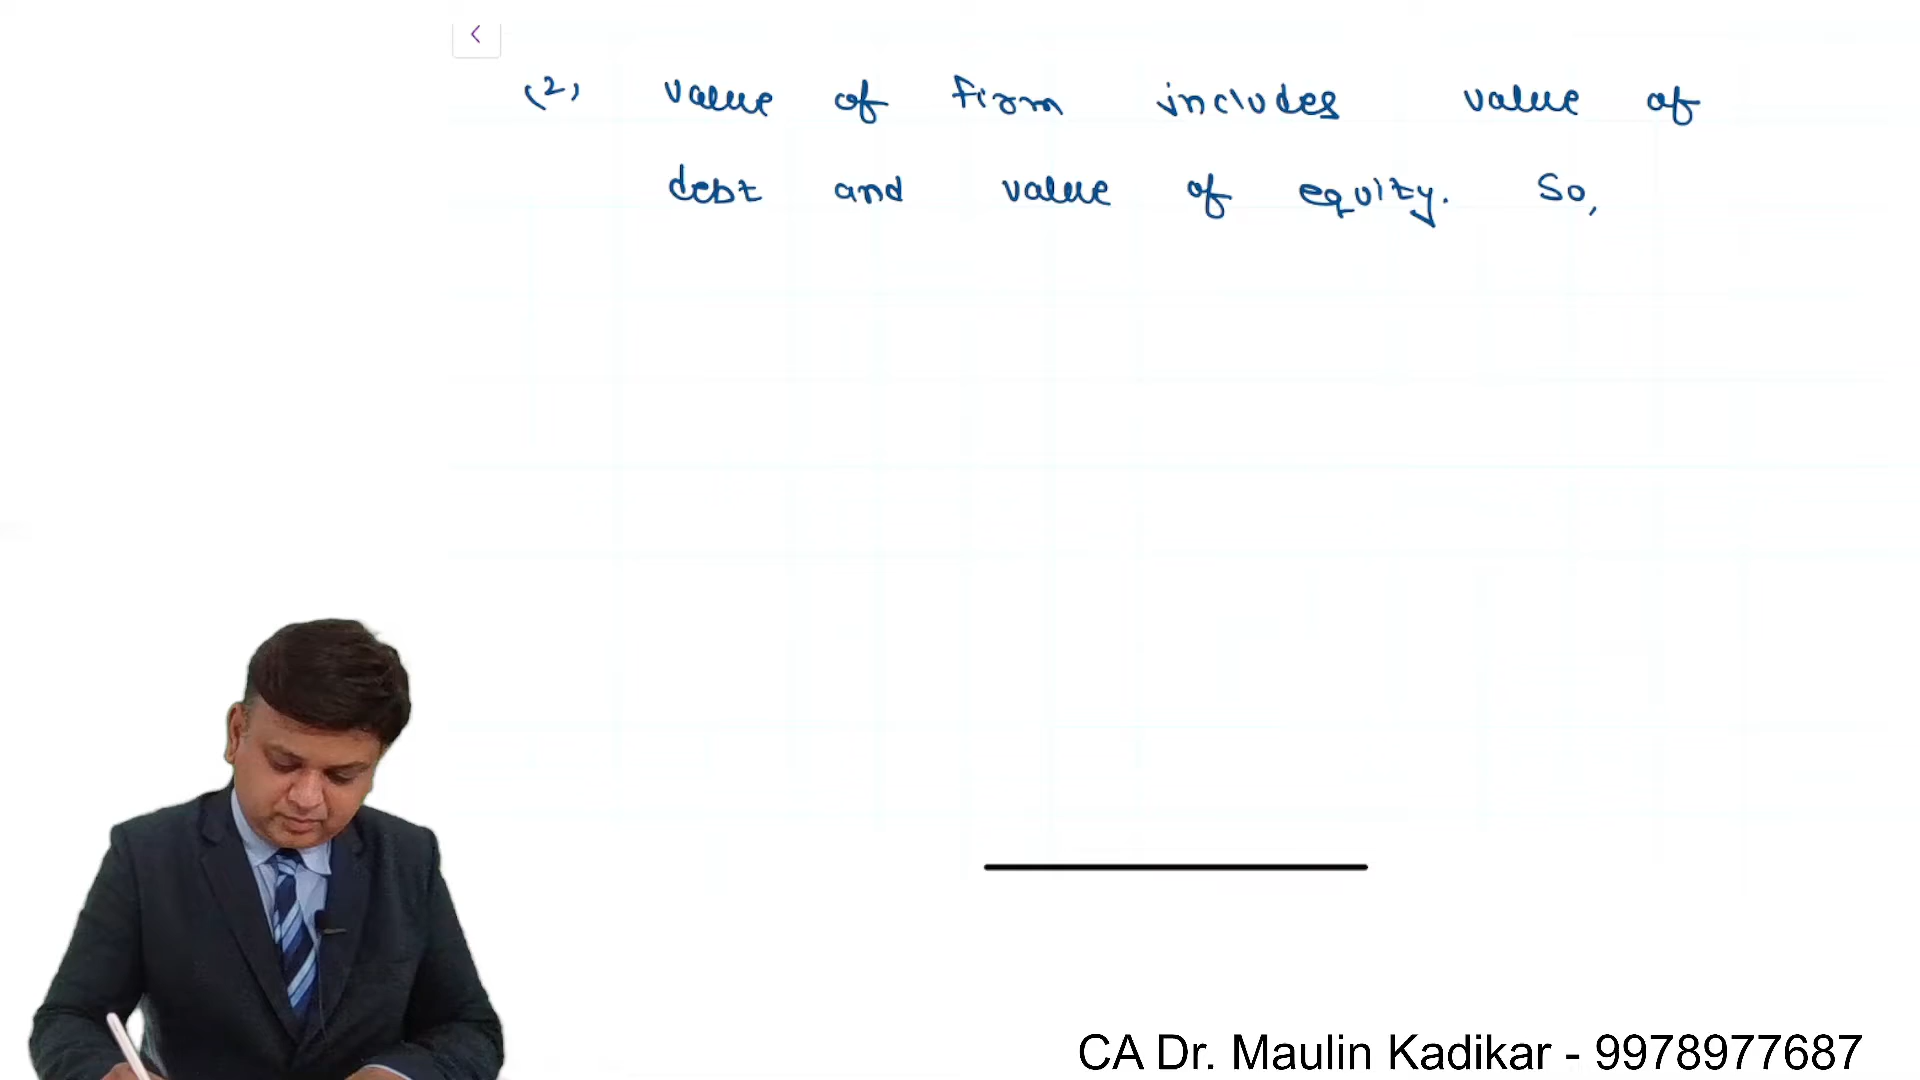 (2) value of firm includes value of
debt and value of equity. So,
CA Dr. Maulin Kadikar - 9978977687